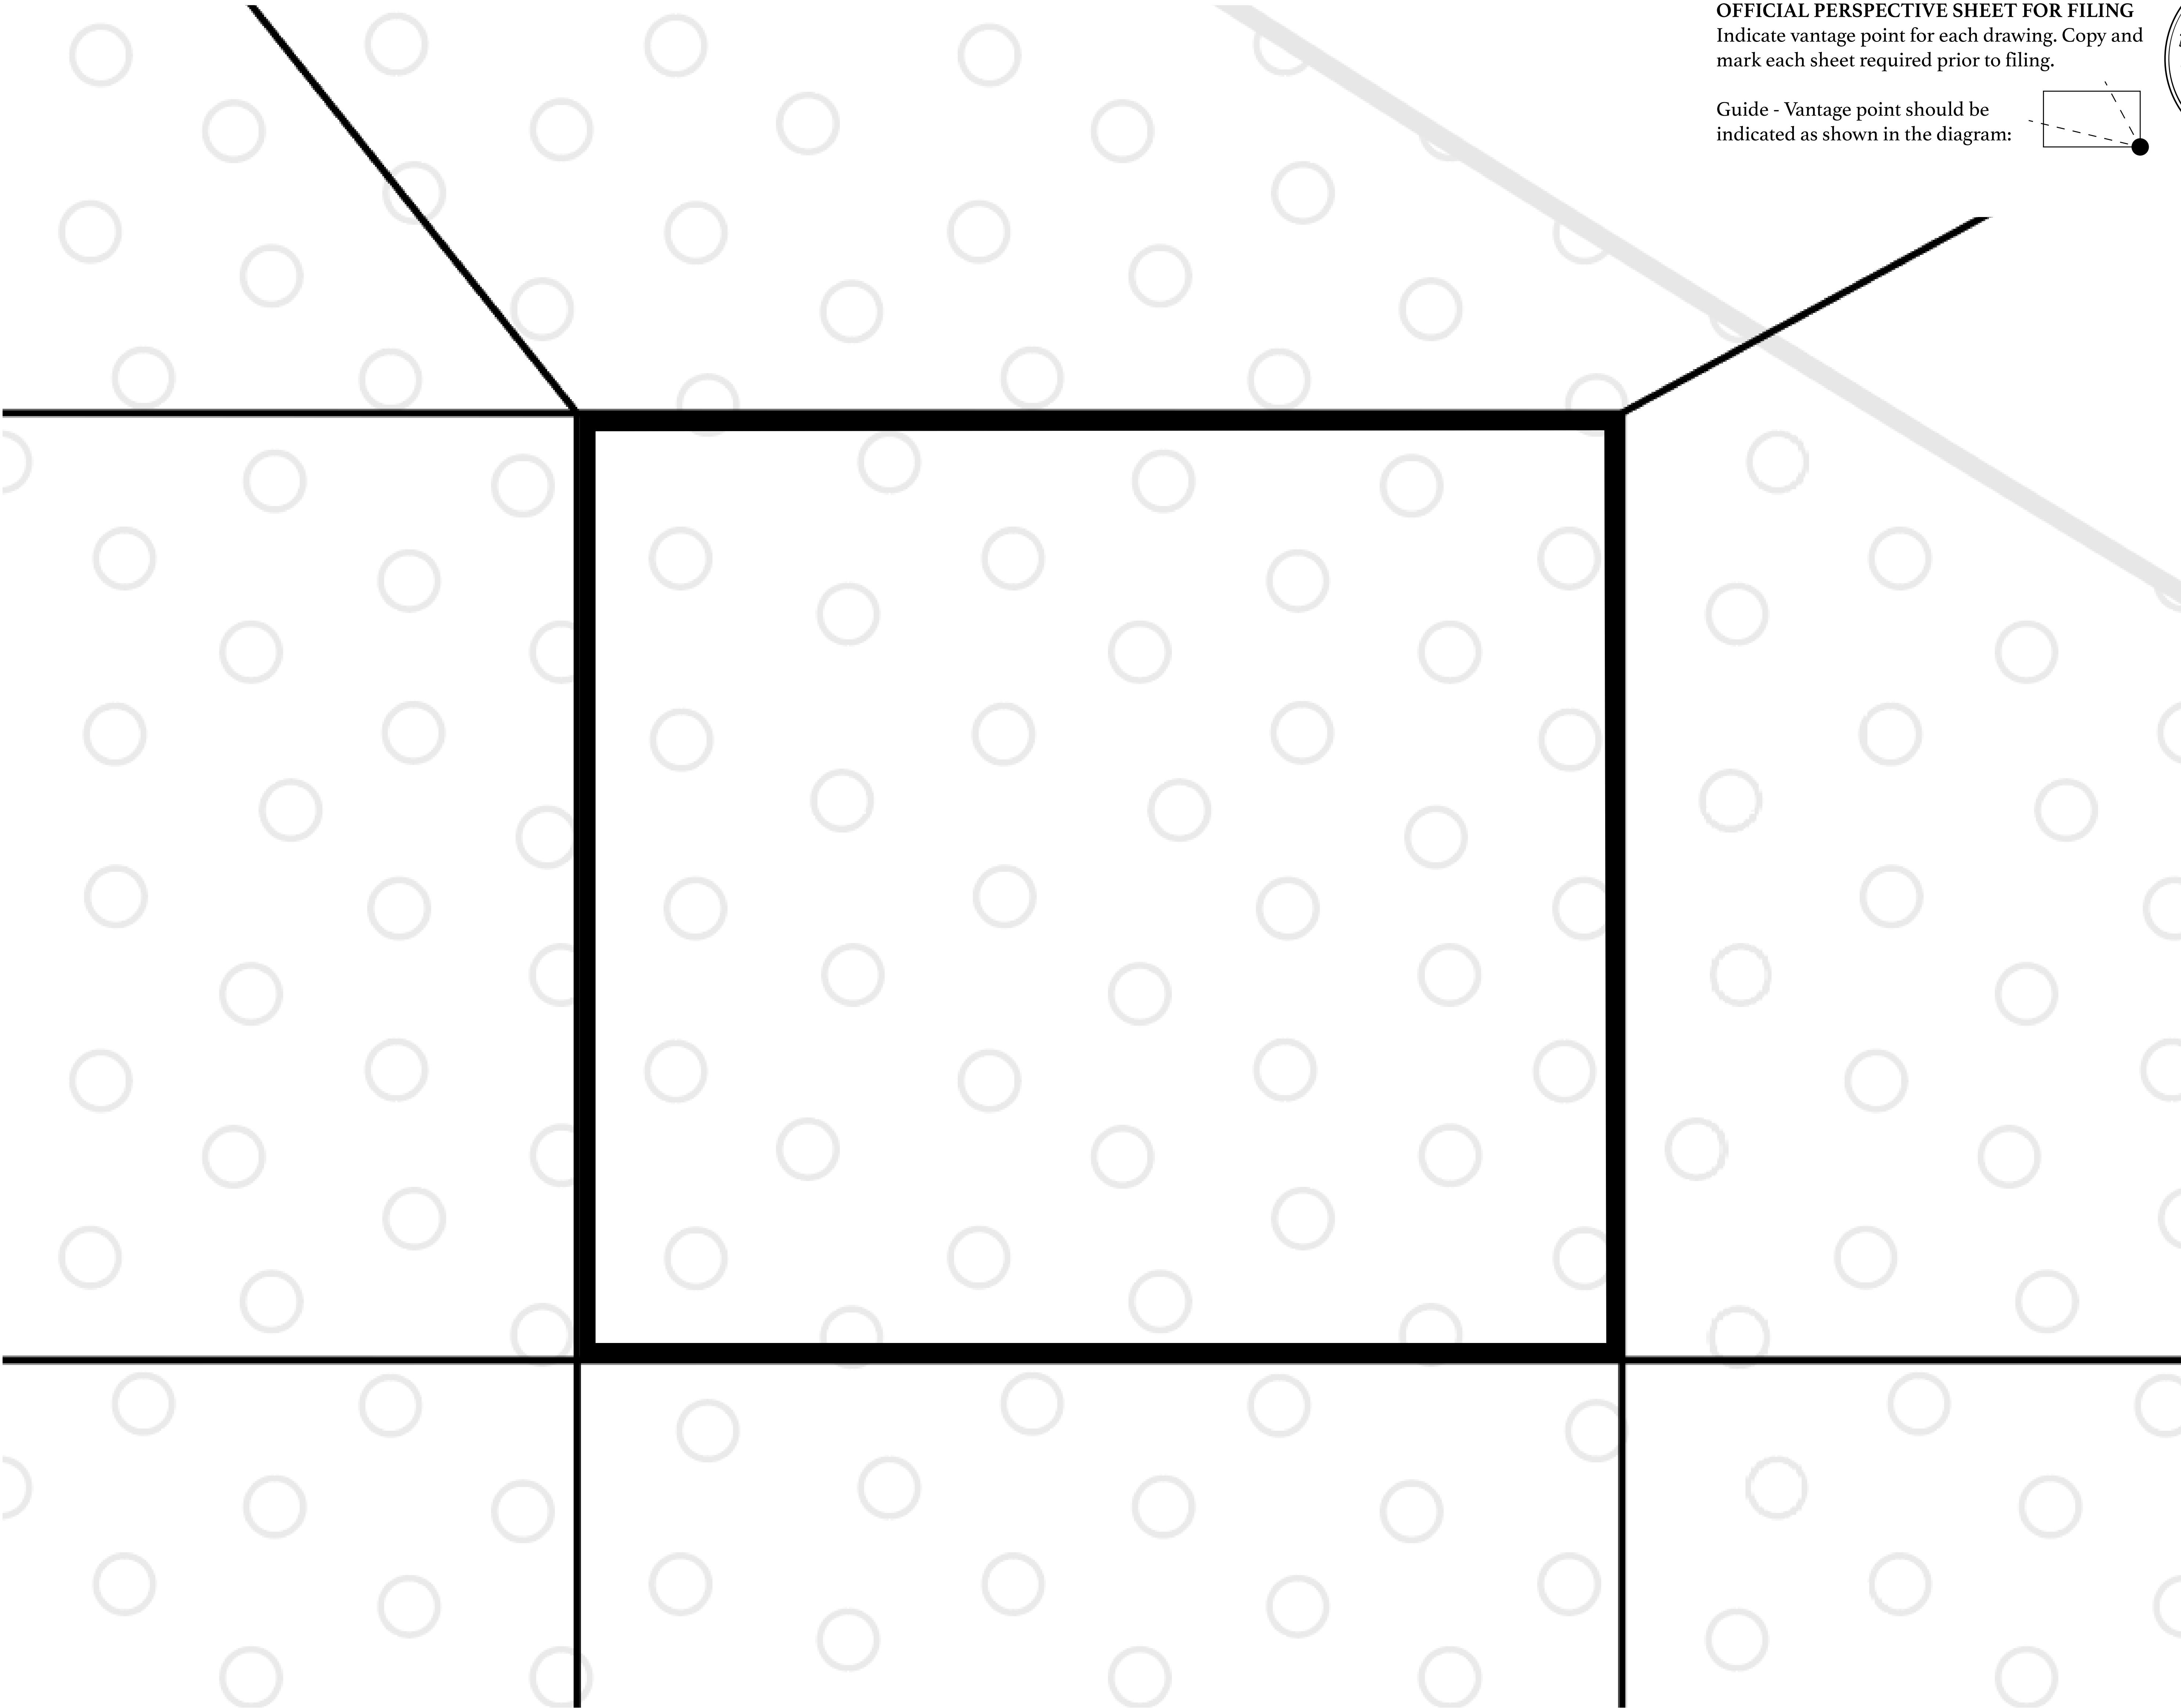 OFFICIAL PERSPECTIVE SHEET FOR FILING
Indicate vantage point for each drawing. Copy and
mark each sheet required prior to filing.
Guide - Vantage point should be
indicated as shown in the diagram: